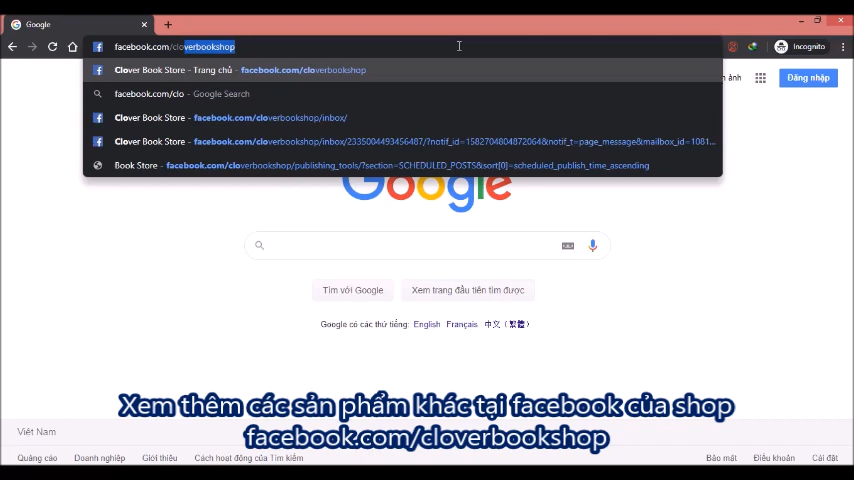 Google
facebook.com/cloverbookshop
Incognito
Clover Book Store - Trang chủ - facebook.com/cloverbookshop
facebook.com/clo - Google Search
Clover Book Store - facebook.com/cloverbookshop/inbox/
Clover Book Store - facebook.com/cloverbookshop/inbox/2335004493456487/?notif_id=1582704804872064&notif_t=page_message&mailbox_id=1081...
Book Store - facebook.com/cloverbookshop/publishing_tools/?section=SCHEDULED_POSTS&sort[0]=scheduled_publish_time_ascending
ảnh
Đăng nhập
Google
Tìm với Google
Xem trang đầu tiên tìm được
Google có các thứ tiếng: English Français 中文（繁體）
Xem thêm các sản phẩm khác tại facebook của shop
facebook.com/cloverbookshop
Việt Nam
Quảng cáo Doanh nghiệp Giới thiệu Cách hoạt động của Tìm kiếm Bảo mật Điều khoản Cài đặt